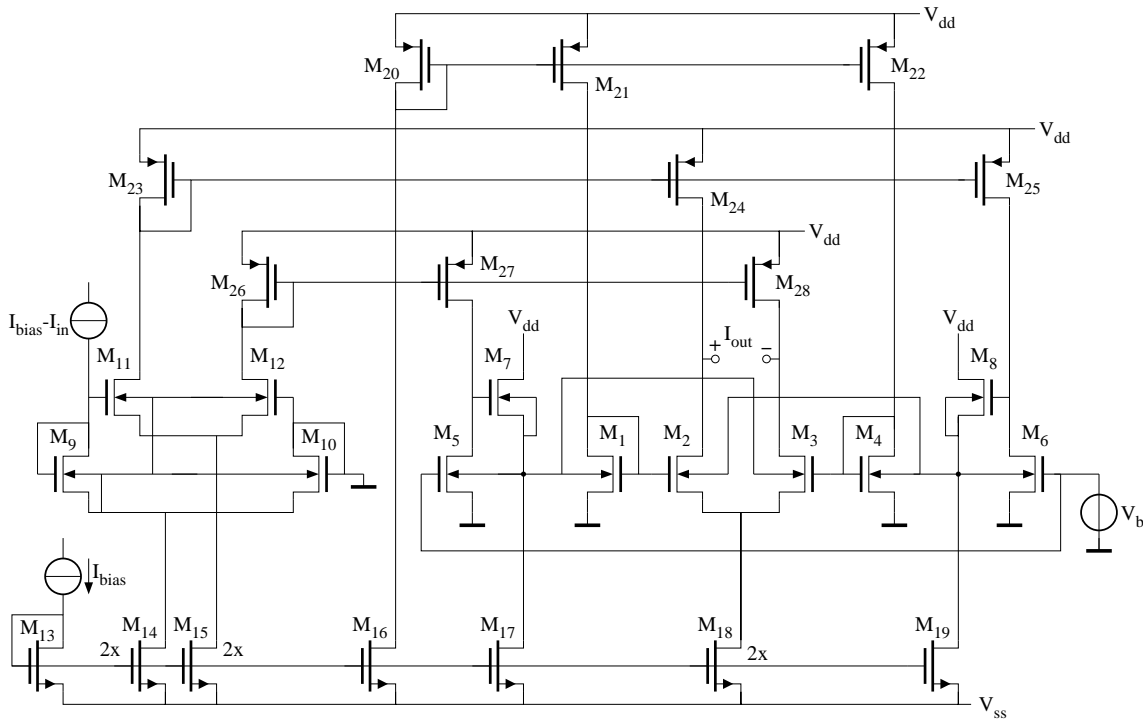 V_dd
M_20
M_21
M_22
V_dd
M_23
M_24
M_25
V_dd
M_26
M_27
M_28
I_bias-I_in
V_dd
I_out
V_dd
+
−
M_11
M_12
M_7
M_8
M_9
M_10
M_5
M_1
M_2
M_3
M_4
M_6
V_b
I_bias
M_13
M_14
M_15
M_16
M_17
M_18
M_19
2x
2x
2x
V_ss